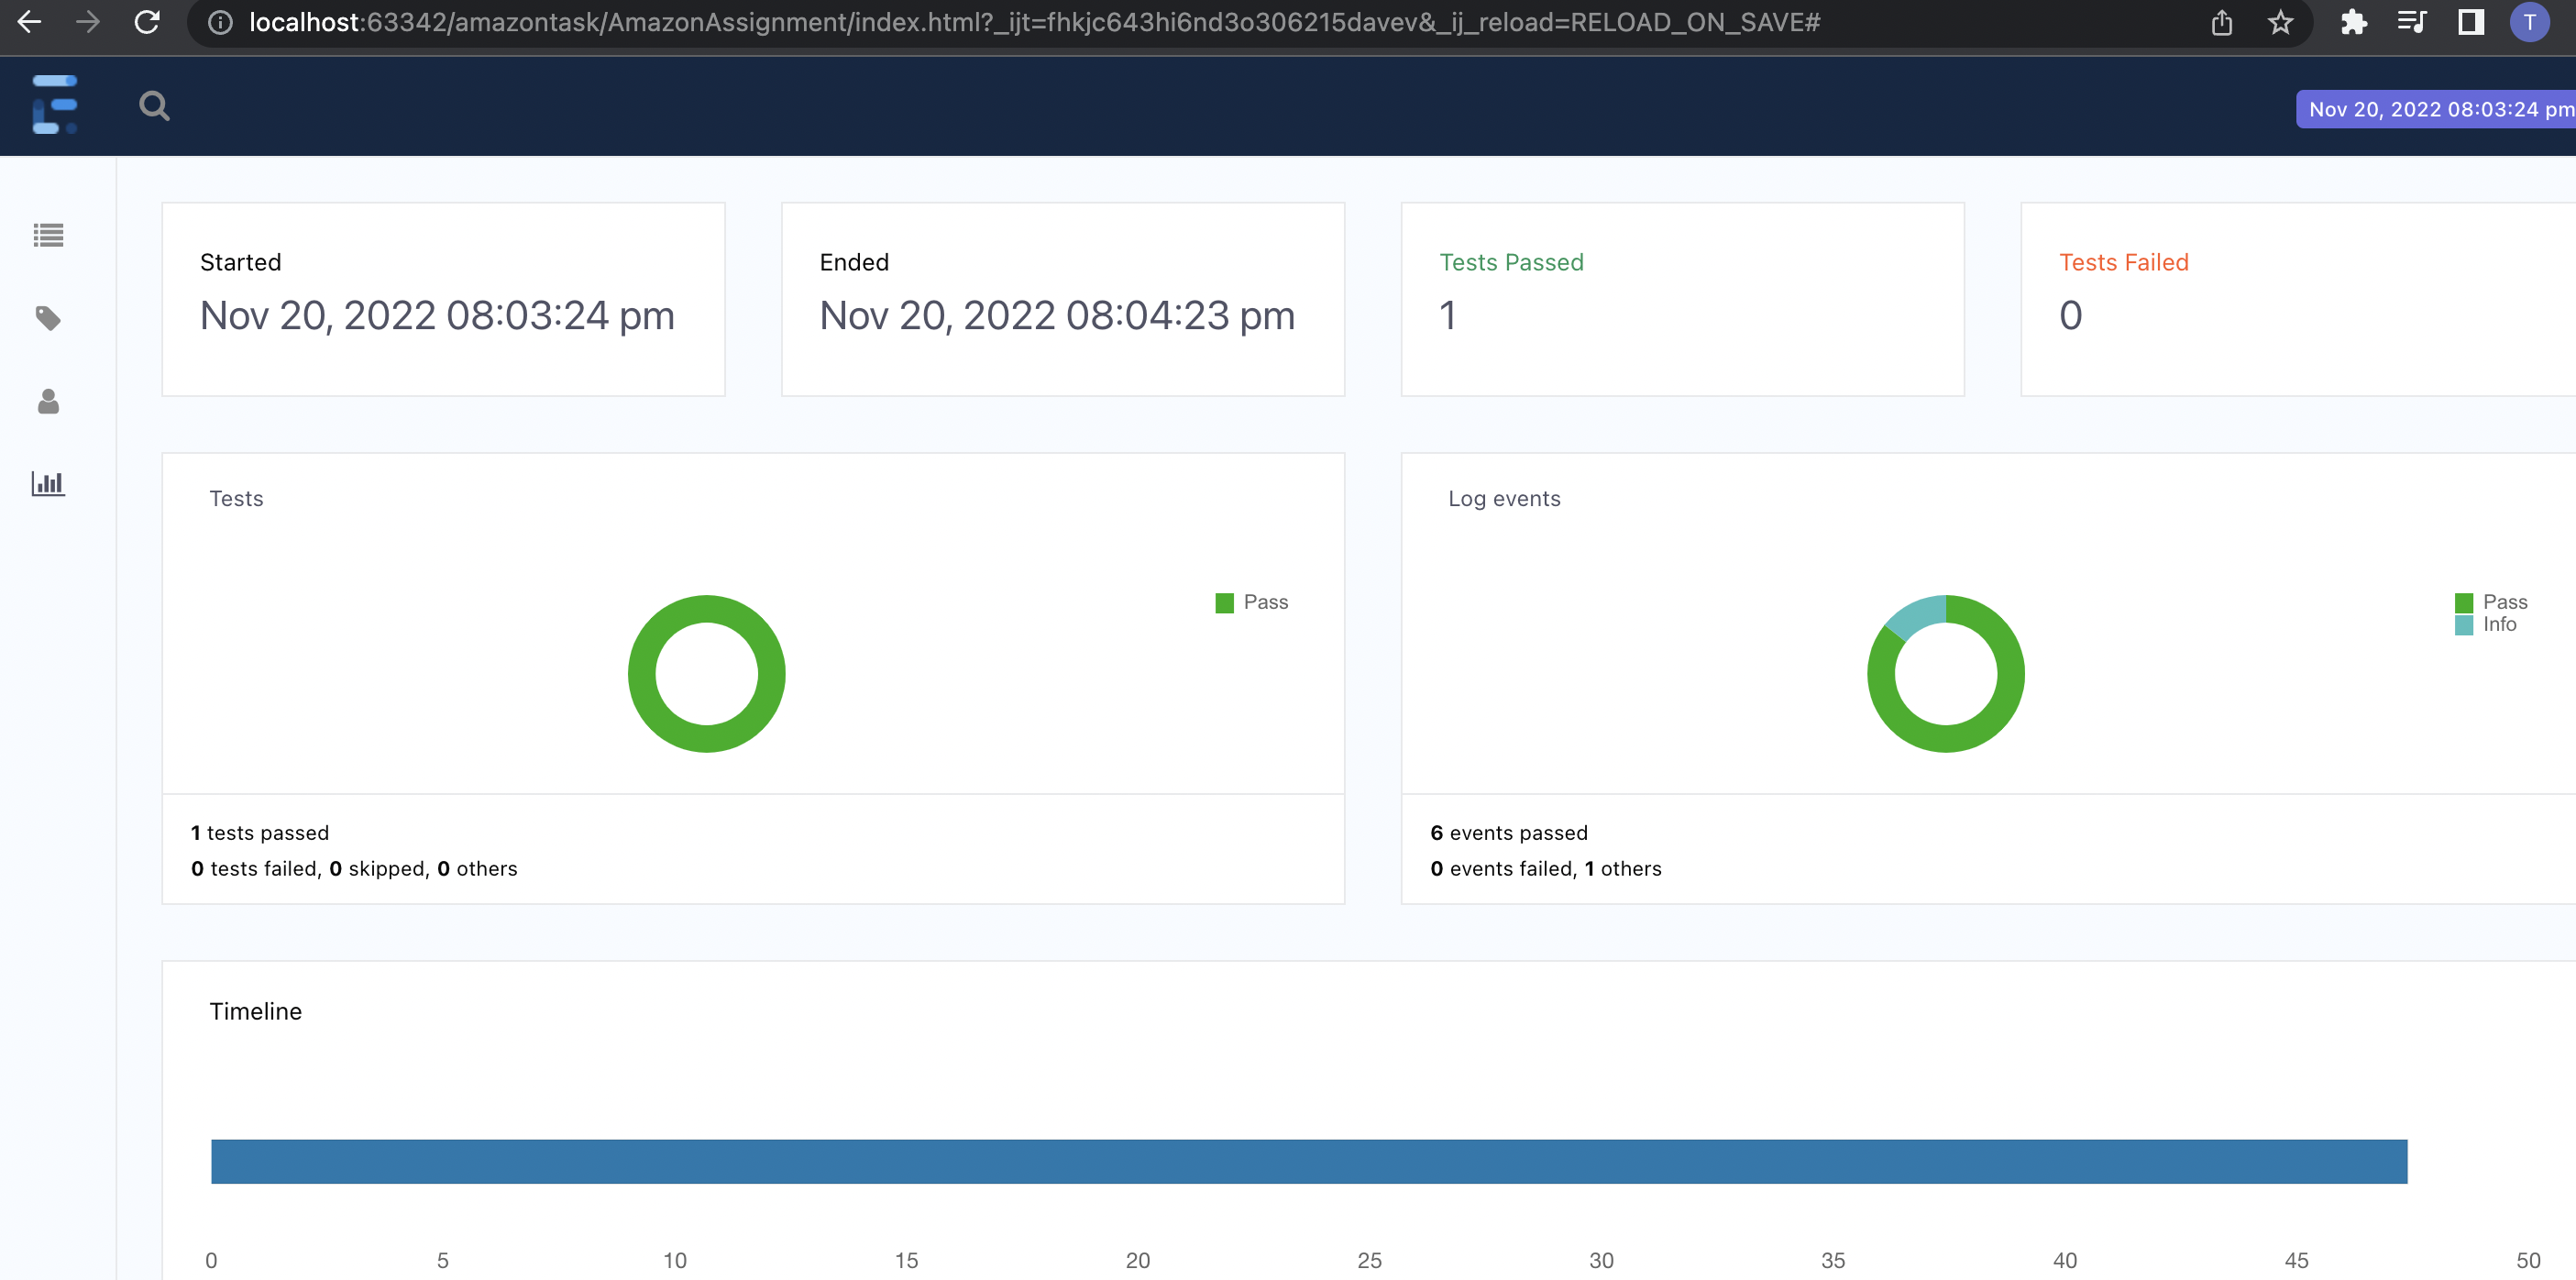 localhost:63342/amazontask/AmazonAssignment/index.html?_ijt=fhkjc643hi6nd3o306215davev&_ij_reload=RELOAD_ON_SAVE#
T
Nov 20, 2022 08:03:24 pm
Started
Nov 20, 2022 08:03:24 pm
Ended
Nov 20, 2022 08:04:23 pm
Tests Passed
1
Tests Failed
0
Tests
Pass
1 tests passed
0 tests failed, 0 skipped, 0 others
Log events
Pass
Info
6 events passed
0 events failed, 1 others
Timeline
0 5 10 15 20 25 30 35 40 45 50